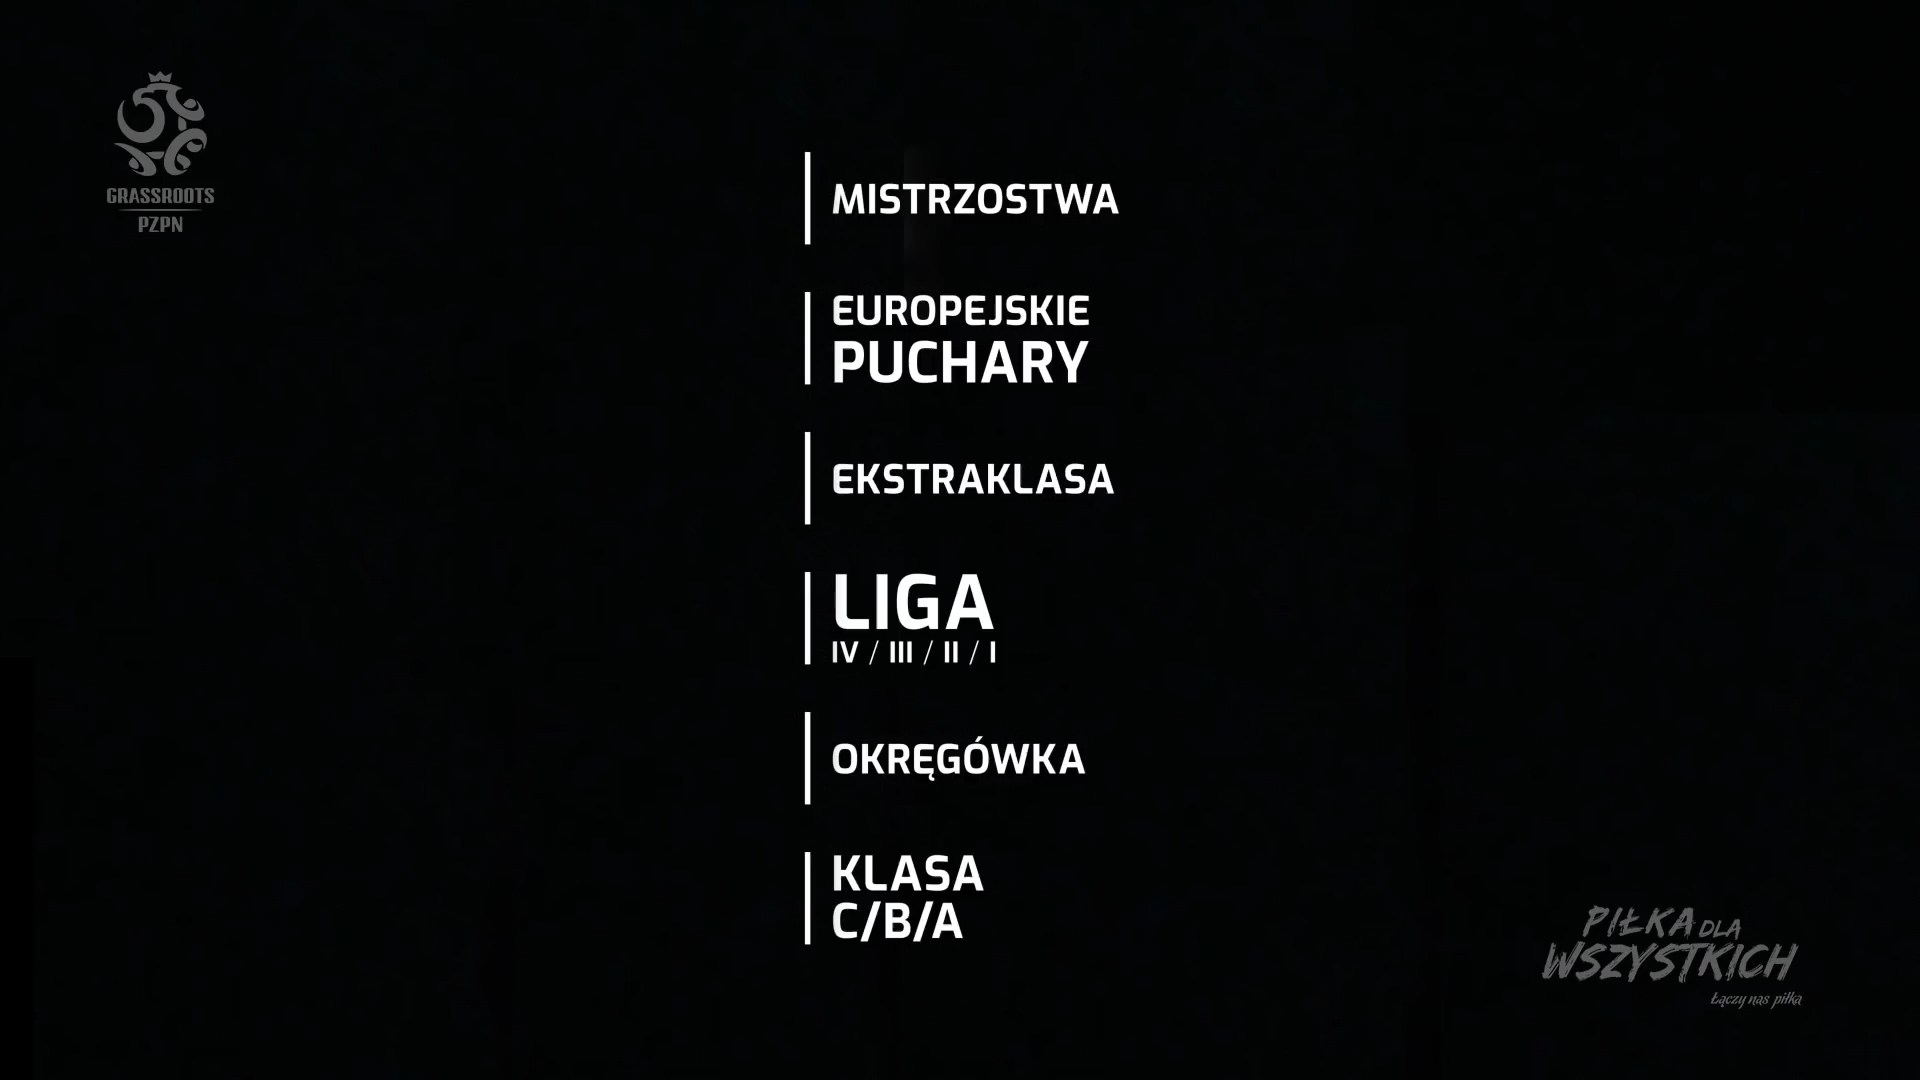 GRASSROOTS
PZPN
MISTRZOSTWA
EUROPEJSKIE
PUCHARY
EKSTRAKLASA
LIGA
IV / III / II / I
OKRĘGÓWKA
KLASA
C/B/A
PIŁKA DLA
WSZYSTKICH
Łączy nas piłka